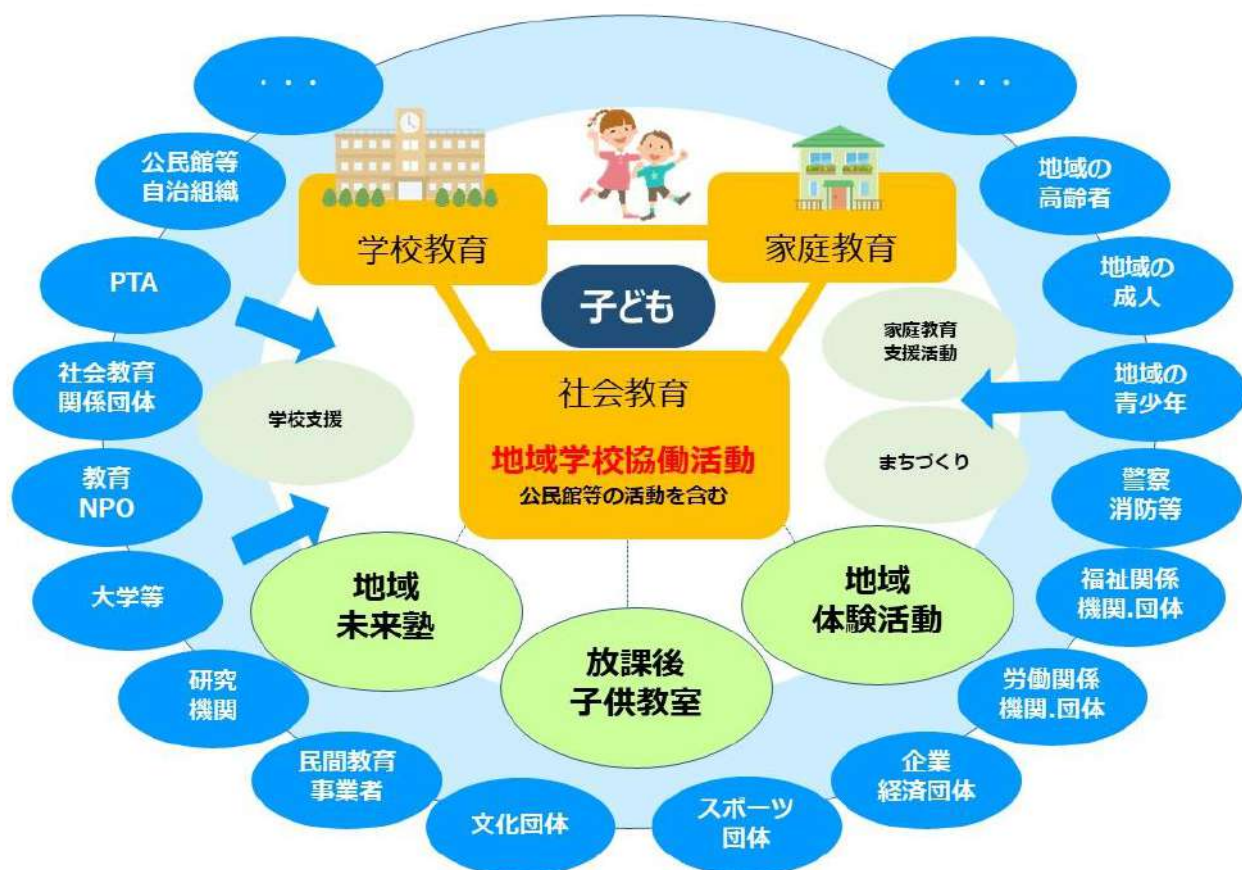 ・・・
・・・
公民館等
自治組織
地域の
高齢者
学校教育
家庭教育
PTA
地域の
成人
子ども
家庭教育
支援活動
社会教育
関係団体
学校支援
社会教育
地域の
青少年
地域学校協働活動
公民館等の活動を含む
まちづくり
教育
NPO
警察
消防等
大学等
地域
未来塾
放課後
子供教室
地域
体験活動
福祉関係
機関.団体
研究
機関
労働関係
機関.団体
民間教育
事業者
文化団体
スポーツ
団体
企業
経済団体